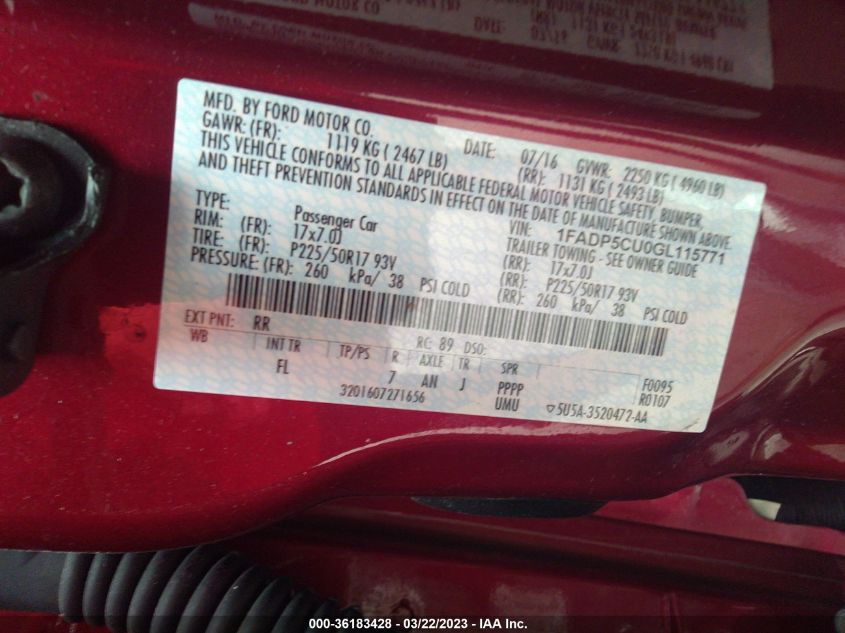 MFD. BY FORD MOTOR CO.
DATE: 07/16 GVWR: 2250 KG ( 4960 LB)
GAWR: (FR): 1119 KG ( 2467 LB) (RR): 1131 KG ( 2493 LB)
THIS VEHICLE CONFORMS TO ALL APPLICABLE FEDERAL MOTOR VEHICLE SAFETY, BUMPER,
AND THEFT PREVENTION STANDARDS IN EFFECT ON THE DATE OF MANUFACTURE SHOWN ABOVE.
VIN: 1FADP5CU0GL115771
TYPE: Passenger Car TRAILER TOWING - SEE OWNER GUIDE
RIM: (FR): 17x7.0J (RR): 17x7.0J
TIRE: (FR): P225/50R17 93V (RR): P225/50R17 93V
PRESSURE: (FR): 260 kPa/ 38 PSI COLD (RR): 260 kPa/ 38 PSI COLD
EXT PNT: RR RC: 89 DSO:
WB INT TR TP/PS R AXLE TR SPR
FL 7 AN J PPPP F0095
3201607271656 UMU R0107
5U5A-3520472-AA
000-36183428 - 03/22/2023 - IAA Inc.